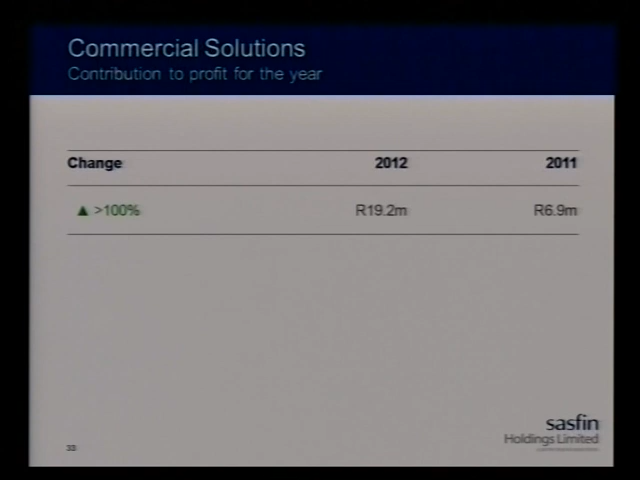 Commercial Solutions
Contribution to profit for the year
Change 2012 2011
▲ >100% R19.2m R6.9m
sasfin
Holdings Limited
33